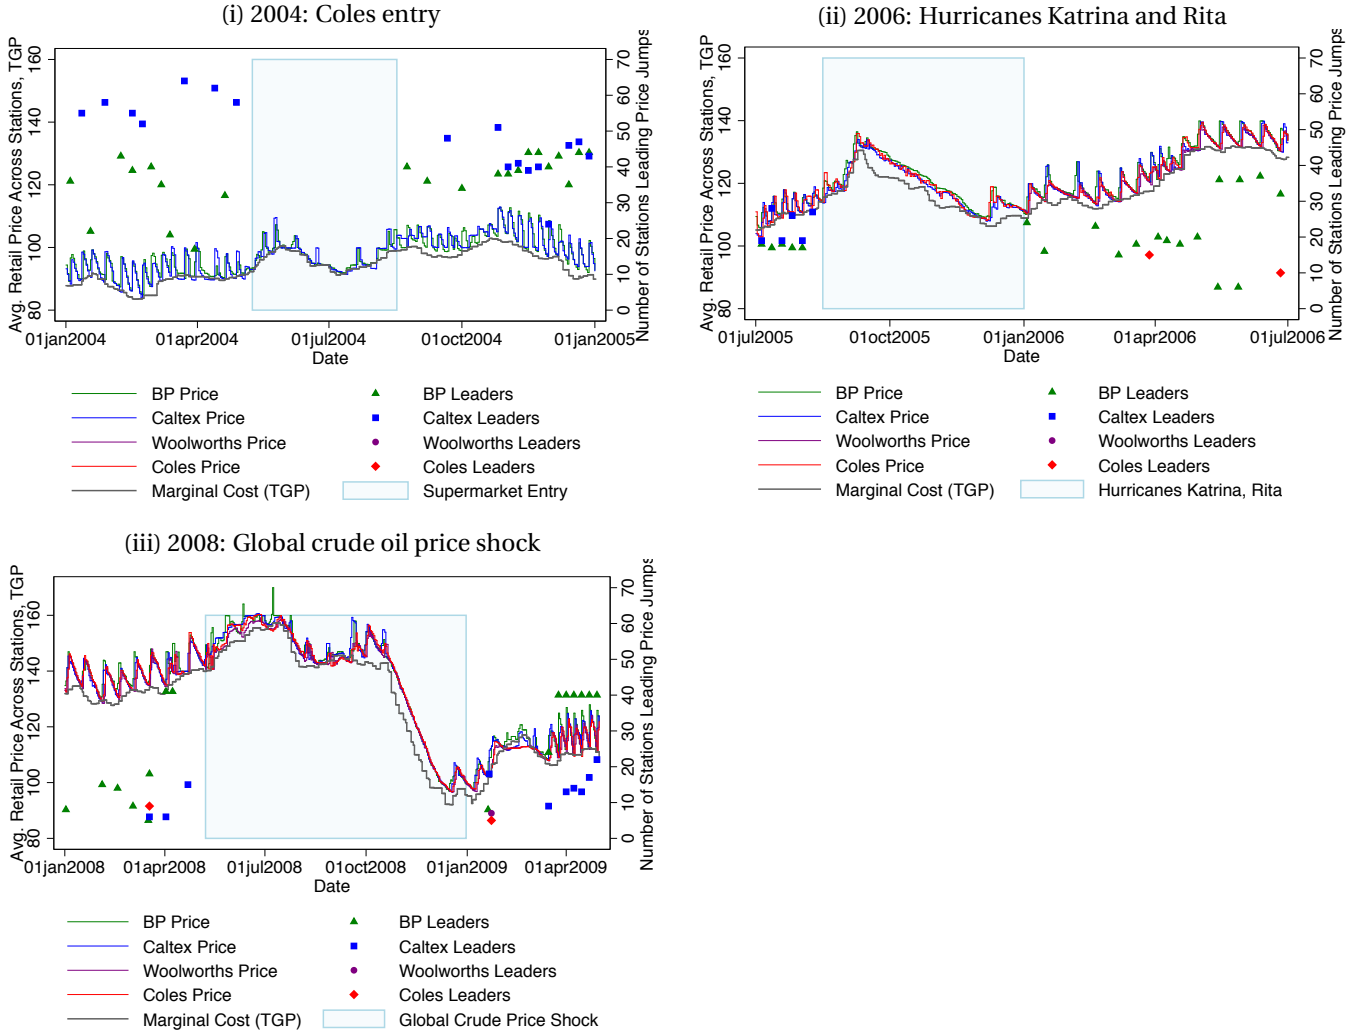 (i) 2004: Coles entry
Avg. Retail Price Across Stations, TGP
160
140
120
100
80
70
60
50
40
30
20
10
0
Number of Stations Leading Price Jumps
01jan2004
01apr2004
01jul2004
01oct2004
01jan2005
Date
BP Price
BP Leaders
Caltex Price
Caltex Leaders
Woolworths Price
Woolworths Leaders
Coles Price
Coles Leaders
Marginal Cost (TGP)
Supermarket Entry
(ii) 2006: Hurricanes Katrina and Rita
Avg. Retail Price Across Stations, TGP
160
140
120
100
80
70
60
50
40
30
20
10
0
Number of Stations Leading Price Jumps
01jul2005
01oct2005
01jan2006
01apr2006
01jul2006
Date
BP Price
BP Leaders
Caltex Price
Caltex Leaders
Woolworths Price
Woolworths Leaders
Coles Price
Coles Leaders
Marginal Cost (TGP)
Hurricanes Katrina, Rita
(iii) 2008: Global crude oil price shock
Avg. Retail Price Across Stations, TGP
160
140
120
100
80
70
60
50
40
30
20
10
0
Number of Stations Leading Price Jumps
01jan2008
01apr2008
01jul2008
01oct2008
01jan2009
01apr2009
Date
BP Price
BP Leaders
Caltex Price
Caltex Leaders
Woolworths Price
Woolworths Leaders
Coles Price
Coles Leaders
Marginal Cost (TGP)
Global Crude Price Shock